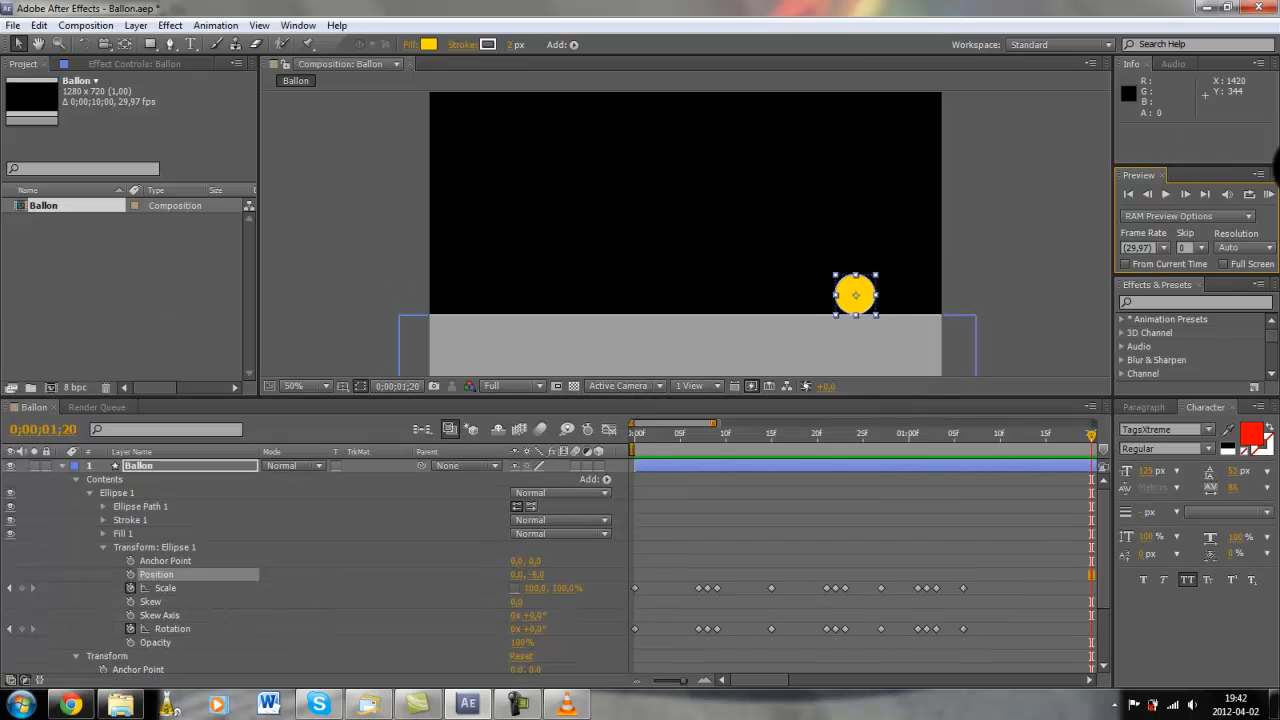 Adobe After Effects - Ballon.aep *
File Edit Composition Layer Effect Animation View Window Help
Fill: Stroke: 2 px Add: Workspace: Standard Search Help
Project Effect Controls: Ballon Composition: Ballon Info Audio
Ballon
1280 x 720 (1,00)
Δ 0;00;10;00, 29,97 fps
Ballon
R : X : 1420
G : Y : 344
B :
A : 0
Preview
RAM Preview Options
Frame Rate Skip Resolution
(29,97) 0 Auto
From Current Time Full Screen
Name Type Size
Ballon Composition
Effects & Presets
* Animation Presets
3D Channel
Audio
Blur & Sharpen
Channel
8 bpc
50% 0;00;01;20 Full Active Camera 1 View +0,0
Ballon Render Queue
0;00;01;20
0:00f 05f 10f 15f 20f 25f 01:00f 05f 10f 15f
# Layer Name Mode T TrkMat Parent
1 Ballon Normal None
Contents Add:
Ellipse 1 Normal
Ellipse Path 1
Stroke 1 Normal
Fill 1 Normal
Transform: Ellipse 1
Anchor Point 0,0, 0,0
Position 0,0, -6,0
Scale 100,0, 100,0%
Skew 0,0
Skew Axis 0x +0,0°
Rotation 0x +0,0°
Opacity 100%
Transform Reset
Anchor Point 0,0, 0,0
Paragraph Character
TagsXtreme
Regular
125 px 53 px
Metrics 86
- px
100 % 100 %
0 px 0 %
T T TT Tr T¹ T₁
19:42
2012-04-02